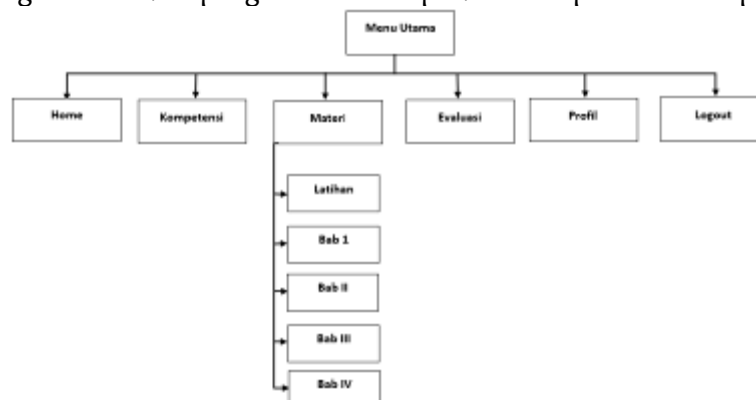 Menu Utama
Home
Kompetensi
Materi
Evaluasi
Profil
Logout
Latihan
Bab 1
Bab II
Bab III
Bab IV